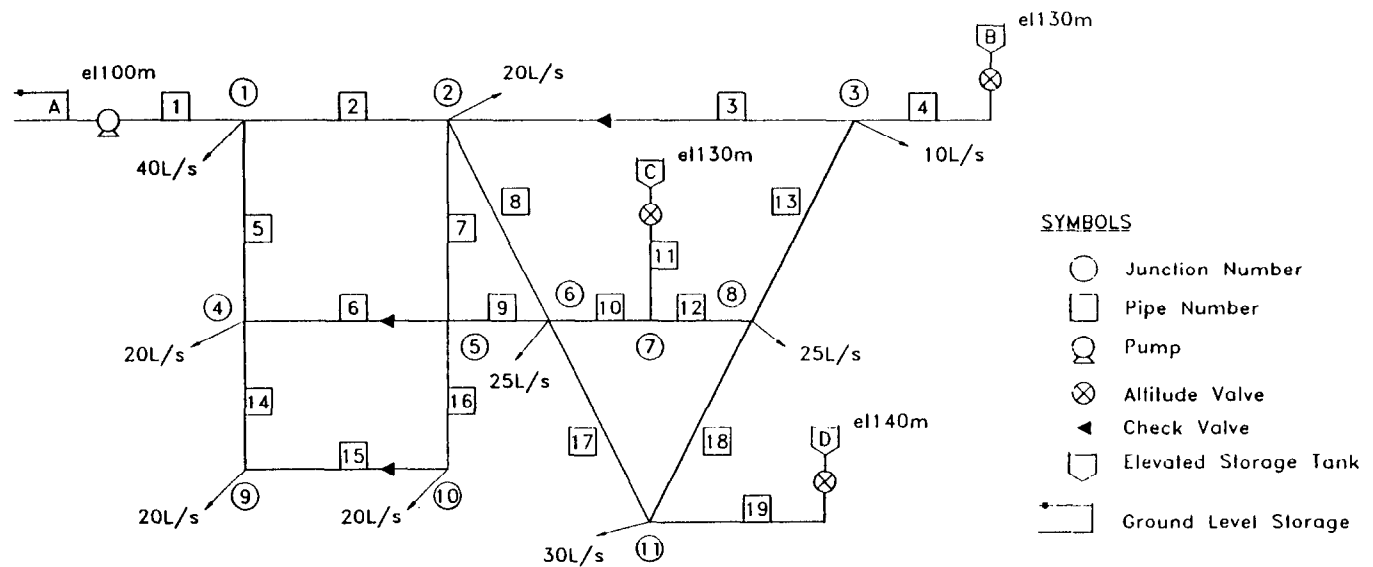 el130m
B
el100m
1
2
20L/s
3
A
1
2
3
4
40L/s
el130m
10L/s
C
8
13
5
7
11
SYMBOLS
Junction Number
4
6
9
6
10
12
8
Pipe Number
20L/s
5
7
Pump
25L/s
25L/s
14
16
Altitude Valve
el140m
17
18
D
Check Valve
15
Elevated Storage Tank
9
10
19
20L/s
20L/s
Ground Level Storage
30L/s
11